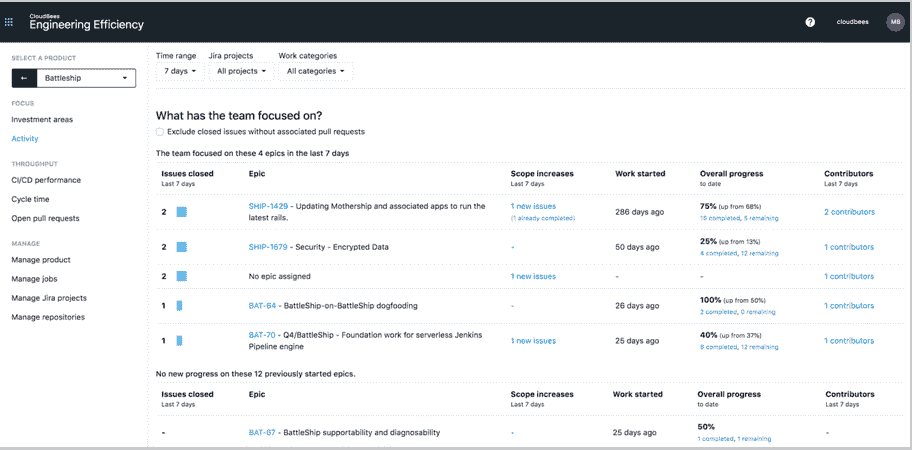 CloudBees
Engineering Efficiency
?
cloudbees
MB
SELECT A PRODUCT
←
Battleship
FOCUS
Investment areas
Activity
THROUGHPUT
CI/CD performance
Cycle time
Open pull requests
MANAGE
Manage product
Manage jobs
Manage Jira projects
Manage repositories
Time range Jira projects Work categories
7 days All projects All categories
What has the team focused on?
Exclude closed issues without associated pull requests
The team focused on these 4 epics in the last 7 days
Issues closed Epic Scope increases Work started Overall progress Contributors
Last 7 days Last 7 days to date Last 7 days
2 SHIP-1429 - Updating Mothership and associated apps to run the 1 new issues 286 days ago 75% (up from 68%) 2 contributors
latest rails. (1 already completed) 16 completed, 5 remaining
2 SHIP-1679 - Security - Encrypted Data - 50 days ago 25% (up from 13%) 1 contributors
4 completed, 12 remaining
2 No epic assigned 1 new issues - - 1 contributors
1 BAT-64 - BattleShip-on-BattleShip dogfooding - 26 days ago 100% (up from 50%) 1 contributors
2 completed, 0 remaining
1 BAT-70 - Q4/BattleShip - Foundation work for serverless Jenkins 1 new issues 25 days ago 40% (up from 37%) 1 contributors
Pipeline engine 8 completed, 12 remaining
No new progress on these 12 previously started epics.
Issues closed Epic Scope increases Work started Overall progress Contributors
Last 7 days Last 7 days to date Last 7 days
- BAT-67 - BattleShip supportability and diagnosability - 25 days ago 50% -
1 completed, 1 remaining